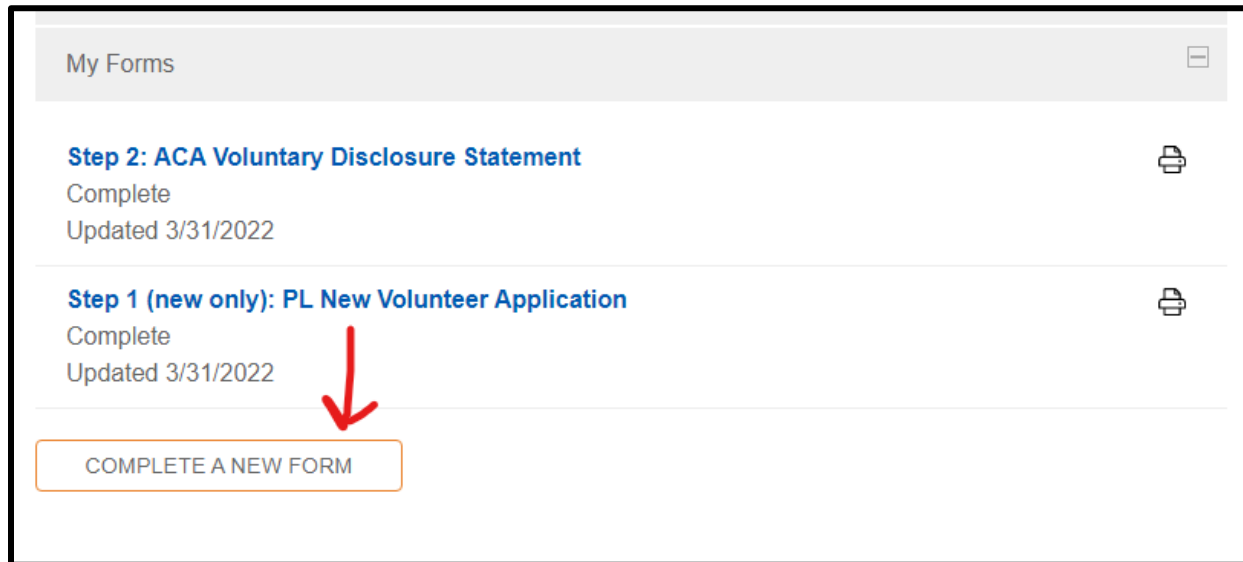 My Forms
Step 2: ACA Voluntary Disclosure Statement
Complete
Updated 3/31/2022
Step 1 (new only): PL New Volunteer Application
Complete
Updated 3/31/2022
COMPLETE A NEW FORM